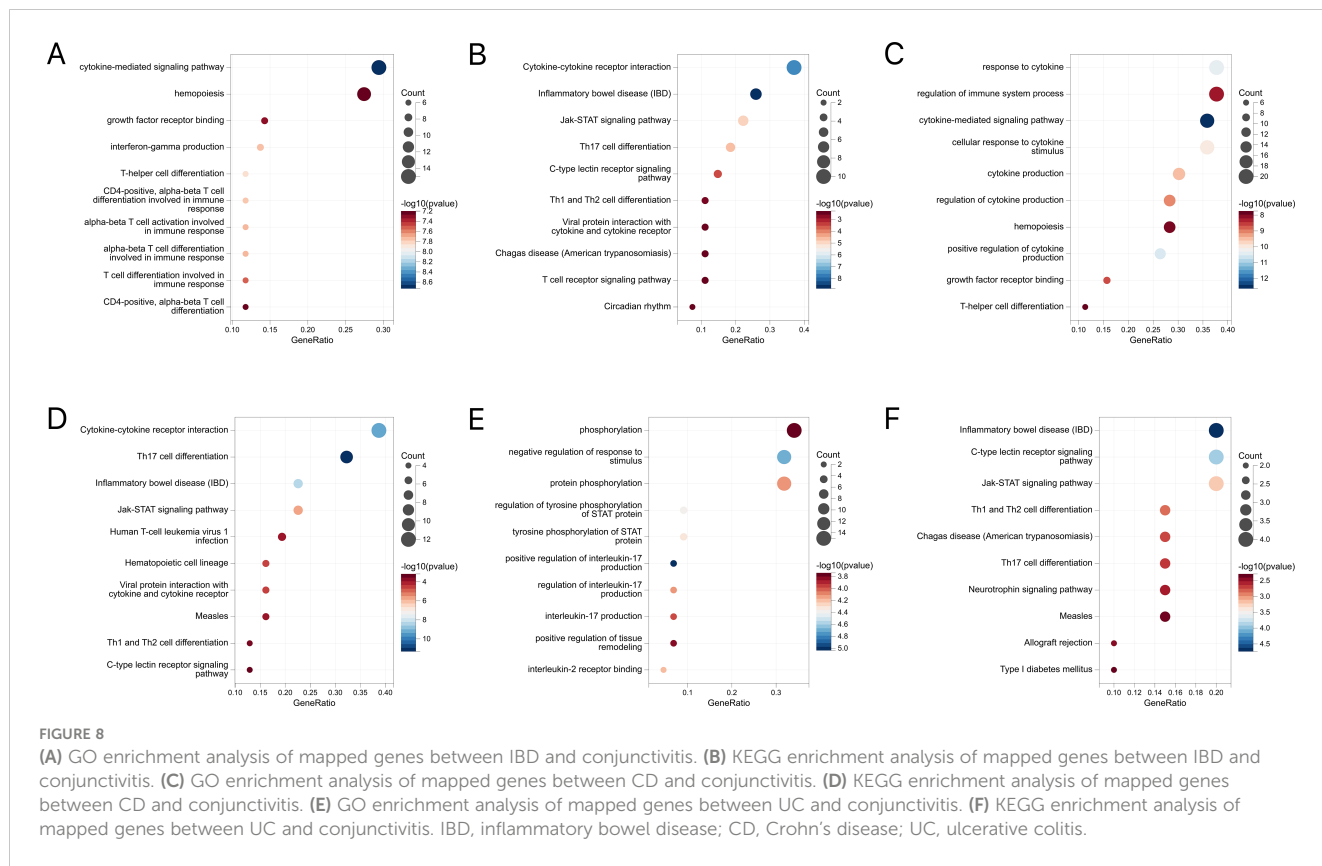 A
cytokine-mediated signaling pathway
hemopoiesis
growth factor receptor binding
interferon-gamma production
T-helper cell differentiation
CD4-positive, alpha-beta T cell
differentiation involved in immune
response
alpha-beta T cell activation involved
in immune response
alpha-beta T cell differentiation
involved in immune response
T cell differentiation involved in
immune response
CD4-positive, alpha-beta T cell
differentiation
0.10 0.15 0.20 0.25 0.30
GeneRatio
Count
6
8
10
12
14
-log10(pvalue)
7.2
7.4
7.6
7.8
8.0
8.2
8.4
8.6
B
Cytokine-cytokine receptor interaction
Inflammatory bowel disease (IBD)
Jak-STAT signaling pathway
Th17 cell differentiation
C-type lectin receptor signaling
pathway
Th1 and Th2 cell differentiation
Viral protein interaction with
cytokine and cytokine receptor
Chagas disease (American trypanosomiasis)
T cell receptor signaling pathway
Circadian rhythm
0.1 0.2 0.3 0.4
GeneRatio
Count
2
4
6
8
10
-log10(pvalue)
3
4
5
6
7
8
C
response to cytokine
regulation of immune system process
cytokine-mediated signaling pathway
cellular response to cytokine
stimulus
cytokine production
regulation of cytokine production
hemopoiesis
positive regulation of cytokine
production
growth factor receptor binding
T-helper cell differentiation
0.10 0.15 0.20 0.25 0.30 0.35 0.40
GeneRatio
Count
6
8
10
12
14
16
18
20
-log10(pvalue)
8
9
10
11
12
D
Cytokine-cytokine receptor interaction
Th17 cell differentiation
Inflammatory bowel disease (IBD)
Jak-STAT signaling pathway
Human T-cell leukemia virus 1
infection
Hematopoietic cell lineage
Viral protein interaction with
cytokine and cytokine receptor
Measles
Th1 and Th2 cell differentiation
C-type lectin receptor signaling
pathway
0.10 0.15 0.20 0.25 0.30 0.35 0.40
GeneRatio
Count
4
6
8
10
12
-log10(pvalue)
4
6
8
10
E
phosphorylation
negative regulation of response to
stimulus
protein phosphorylation
regulation of tyrosine phosphorylation
of STAT protein
tyrosine phosphorylation of STAT
protein
positive regulation of interleukin-17
production
regulation of interleukin-17
production
interleukin-17 production
positive regulation of tissue
remodeling
interleukin-2 receptor binding
0.1 0.2 0.3
GeneRatio
Count
2
4
6
8
10
12
14
-log10(pvalue)
3.8
4.0
4.2
4.4
4.6
4.8
5.0
F
Inflammatory bowel disease (IBD)
C-type lectin receptor signaling
pathway
Jak-STAT signaling pathway
Th1 and Th2 cell differentiation
Chagas disease (American trypanosomiasis)
Th17 cell differentiation
Neurotrophin signaling pathway
Measles
Allograft rejection
Type I diabetes mellitus
0.10 0.12 0.14 0.16 0.18 0.20
GeneRatio
Count
2.0
2.5
3.0
3.5
4.0
-log10(pvalue)
2.5
3.0
3.5
4.0
4.5
FIGURE 8
(A) GO enrichment analysis of mapped genes between IBD and conjunctivitis. (B) KEGG enrichment analysis of mapped genes between IBD and
conjunctivitis. (C) GO enrichment analysis of mapped genes between CD and conjunctivitis. (D) KEGG enrichment analysis of mapped genes
between CD and conjunctivitis. (E) GO enrichment analysis of mapped genes between UC and conjunctivitis. (F) KEGG enrichment analysis of
mapped genes between UC and conjunctivitis. IBD, inflammatory bowel disease; CD, Crohn's disease; UC, ulcerative colitis.